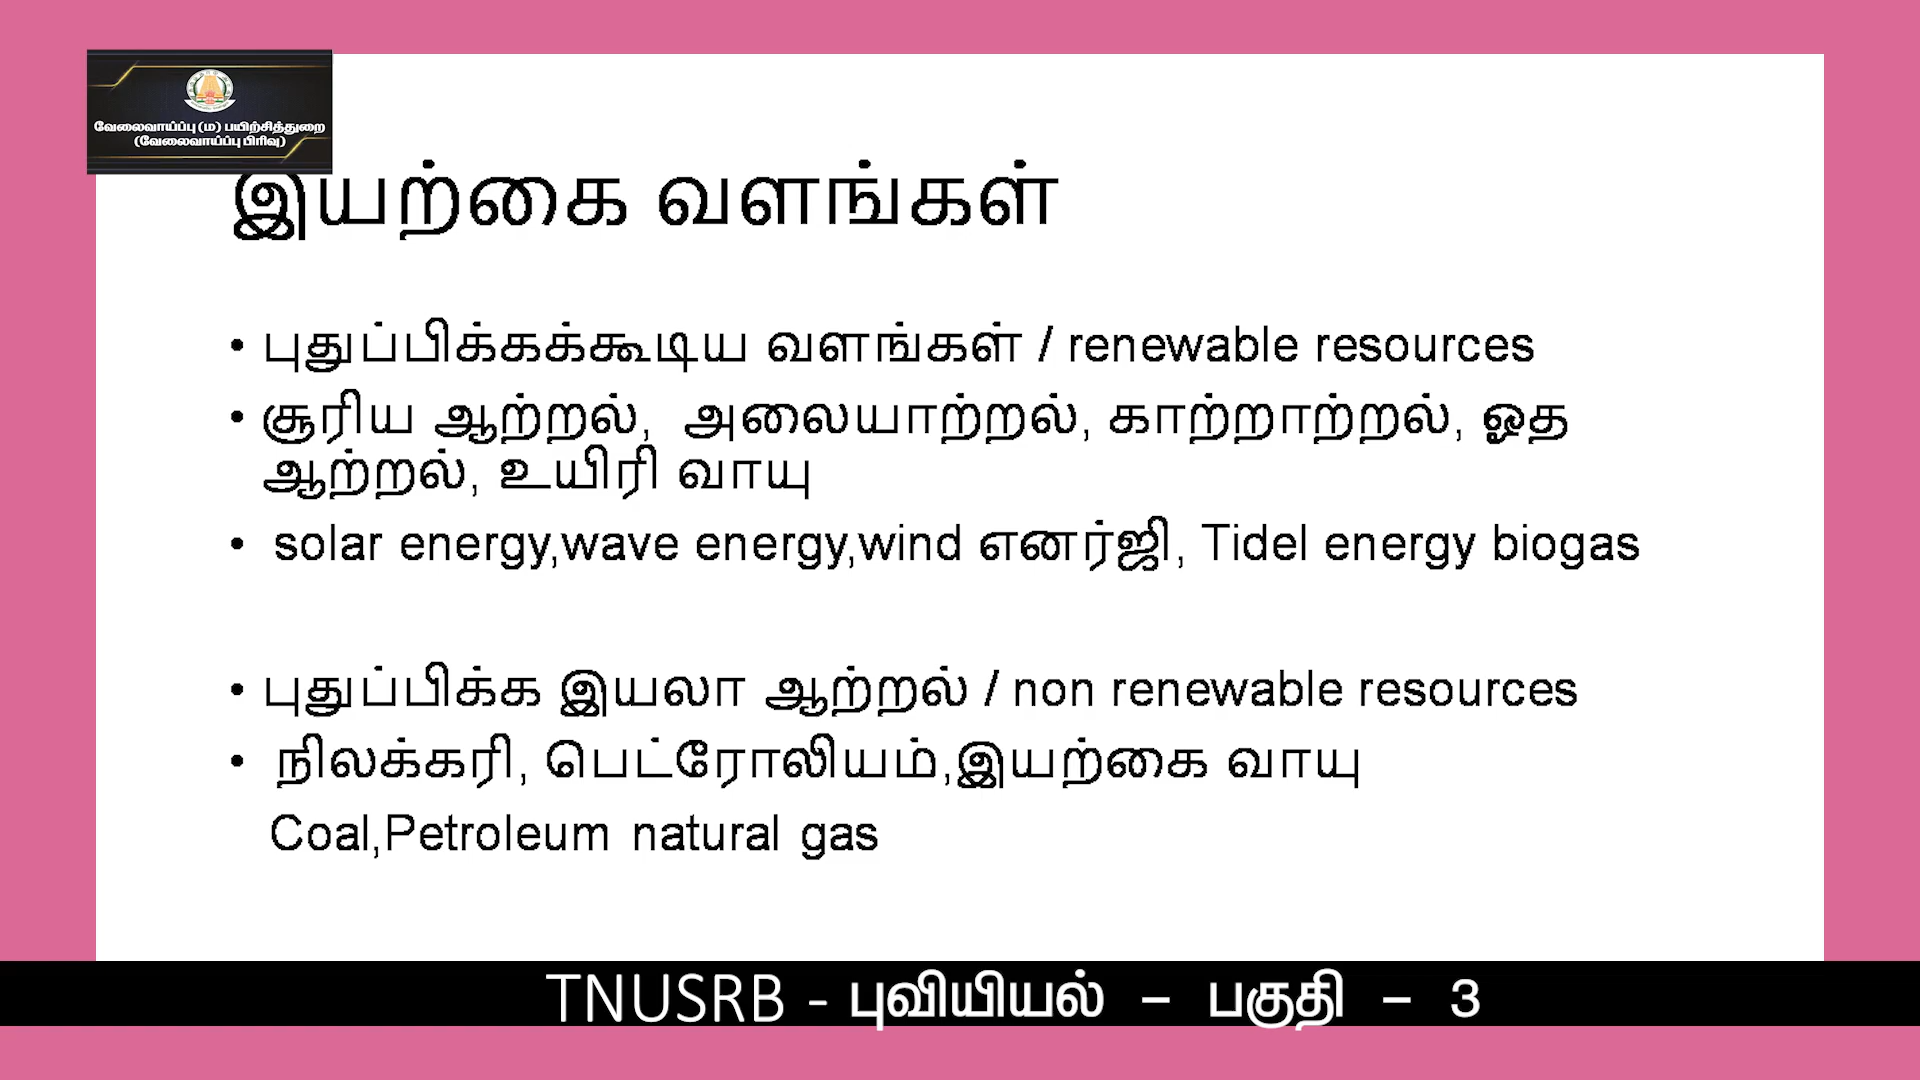 வேலைவாய்ப்பு (ம) பயிற்சித்துறை
(வேலைவாய்ப்பு பிரிவு)
இயற்கை வளங்கள்
• புதுப்பிக்கக்கூடிய வளங்கள் / renewable resources
• சூரிய ஆற்றல், அலையாற்றல், காற்றாற்றல், ஓத
ஆற்றல், உயிரி வாயு
• solar energy,wave energy,wind எனர்ஜி, Tidel energy biogas
• புதுப்பிக்க இயலா ஆற்றல் / non renewable resources
• நிலக்கரி, பெட்ரோலியம்,இயற்கை வாயு
Coal,Petroleum natural gas
TNUSRB - புவியியல் - பகுதி - 3